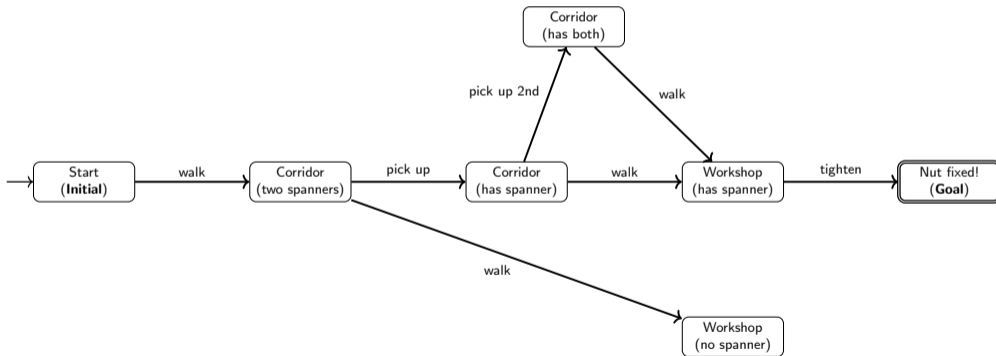 Corridor
(has both)
pick up 2nd
walk
Start
(Initial)
walk
Corridor
(two spanners)
pick up
Corridor
(has spanner)
walk
Workshop
(has spanner)
tighten
Nut fixed!
(Goal)
walk
Workshop
(no spanner)